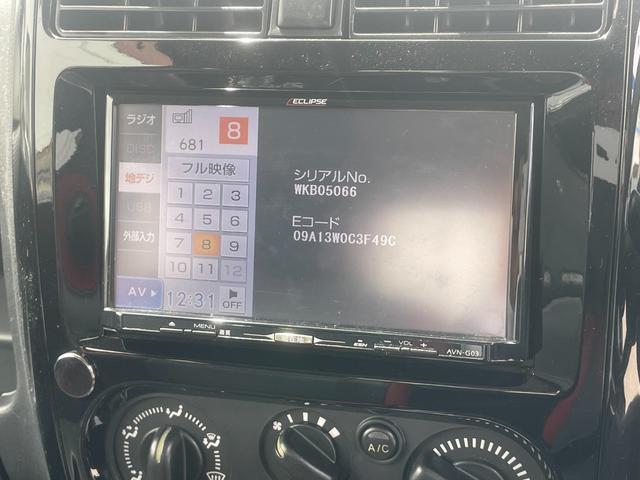 ECLIPSE
ラジオ
DISC
地デジ
USB
外部入力
AV
681
8
フル映像
1 2 3
4 5 6
7 8 9
10 11 12
12:31
OFF
シリアルNo.
WKB05066
Eコード
09A13W0C3F49C
MENU
VOL
AVN-G03
A/C